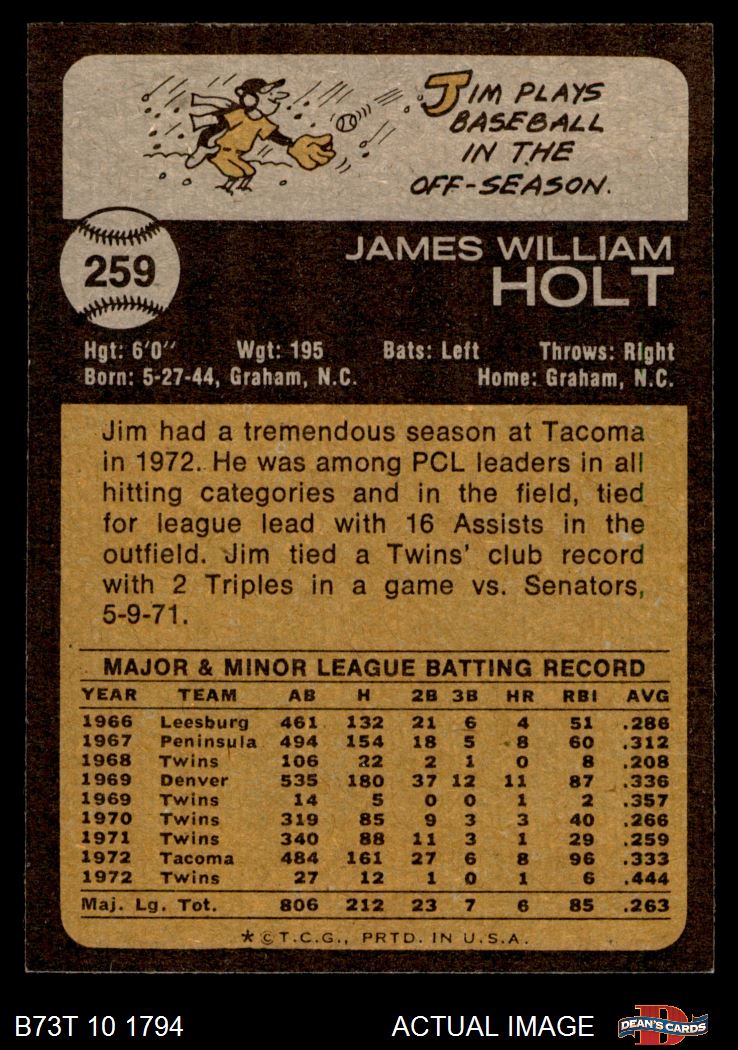 JIM PLAYS
BASEBALL
IN THE
OFF-SEASON.
259
JAMES WILLIAM
HOLT
Hgt: 6'0" Wgt: 195 Bats: Left Throws: Right
Born: 5-27-44, Graham, N.C. Home: Graham, N.C.
Jim had a tremendous season at Tacoma
in 1972. He was among PCL leaders in all
hitting categories and in the field, tied
for league lead with 16 Assists in the
outfield. Jim tied a Twins' club record
with 2 Triples in a game vs. Senators,
5-9-71.
MAJOR & MINOR LEAGUE BATTING RECORD
YEAR TEAM AB H 2B 3B HR RBI AVG
1966 Leesburg 461 132 21 6 4 51 .286
1967 Peninsula 494 154 18 5 8 60 .312
1968 Twins 106 22 2 1 0 8 .208
1969 Denver 535 180 37 12 11 87 .336
1969 Twins 14 5 0 0 1 2 .357
1970 Twins 319 85 9 3 3 40 .266
1971 Twins 340 88 11 3 1 29 .259
1972 Tacoma 484 161 27 6 8 96 .333
1972 Twins 27 12 1 0 1 6 .444
Maj. Lg. Tot. 806 212 23 7 6 85 .263
*©T.C.G., PRTD. IN U.S.A.
B73T 10 1794 ACTUAL IMAGE D DEAN'S CARDS